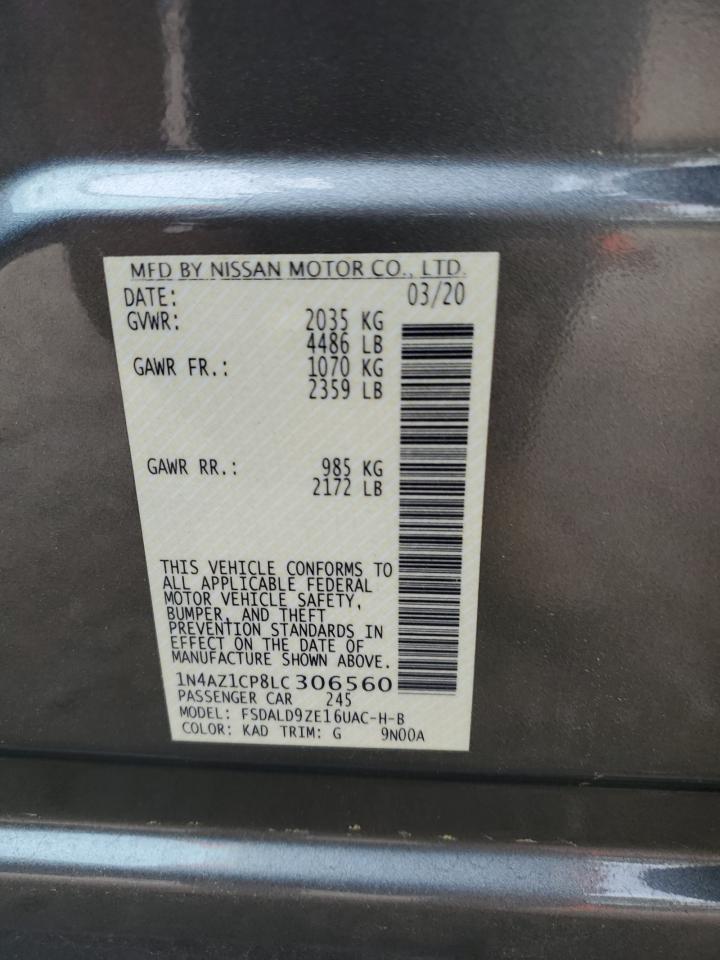 MFD BY NISSAN MOTOR CO., LTD.
DATE: 03/20
GVWR: 2035 KG
4486 LB
GAWR FR.: 1070 KG
2359 LB
GAWR RR.: 985 KG
2172 LB
THIS VEHICLE CONFORMS TO
ALL APPLICABLE FEDERAL
MOTOR VEHICLE SAFETY,
BUMPER, AND THEFT
PREVENTION STANDARDS IN
EFFECT ON THE DATE OF
MANUFACTURE SHOWN ABOVE.
1N4AZ1CP8LC306560
PASSENGER CAR 245
MODEL: FSDALD9ZE16UAC-H-B
COLOR: KAD TRIM: G 9N00A